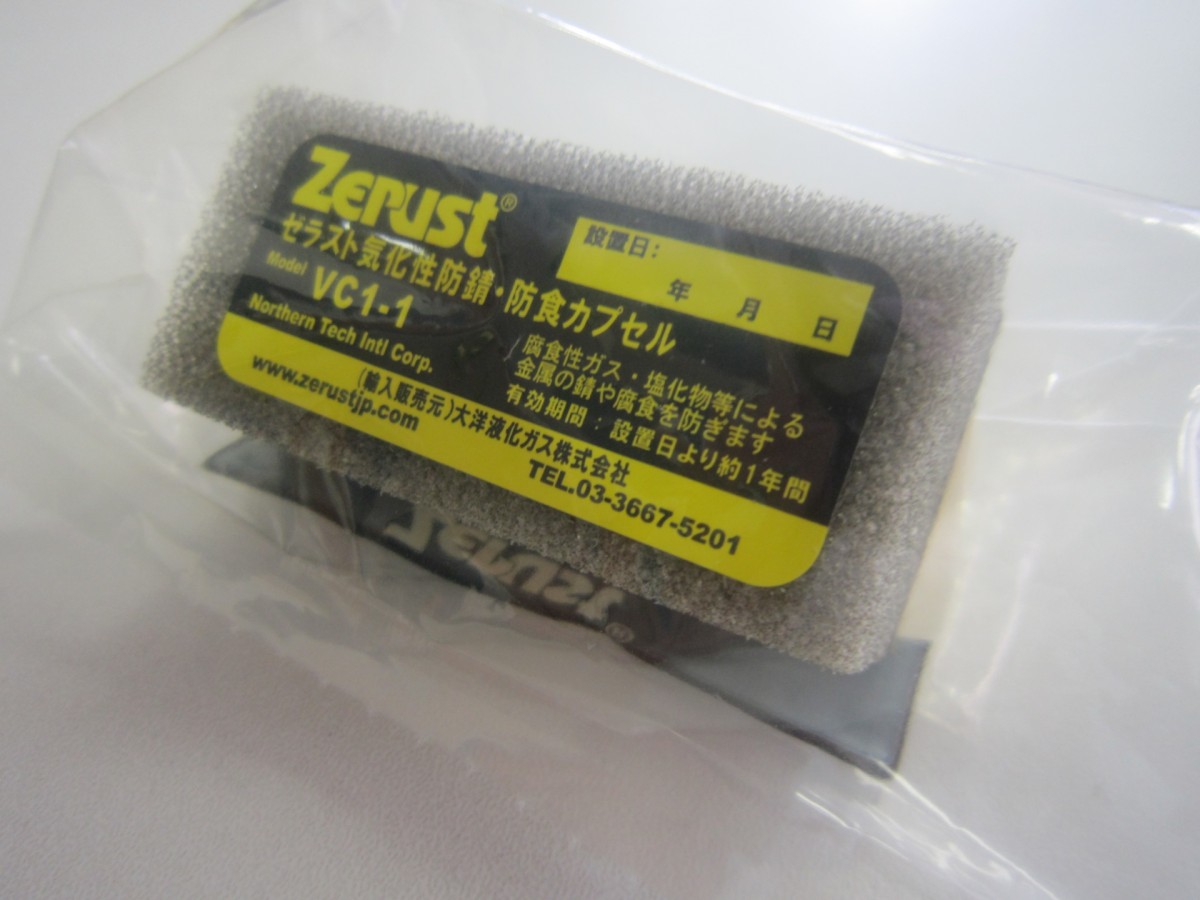 Zerust®
ゼラスト気化性防錆・防食カプセル
Model VC1-1
Northern Tech Intl Corp.
設置日:
年 月 日
腐食性ガス・塩化物等による
金属の錆や腐食を防ぎます
有効期間：設置日より約1年間
(輸入販売元)大洋液化ガス株式会社
www.zerustjp.com
TEL.03-3667-5201
Zerust®